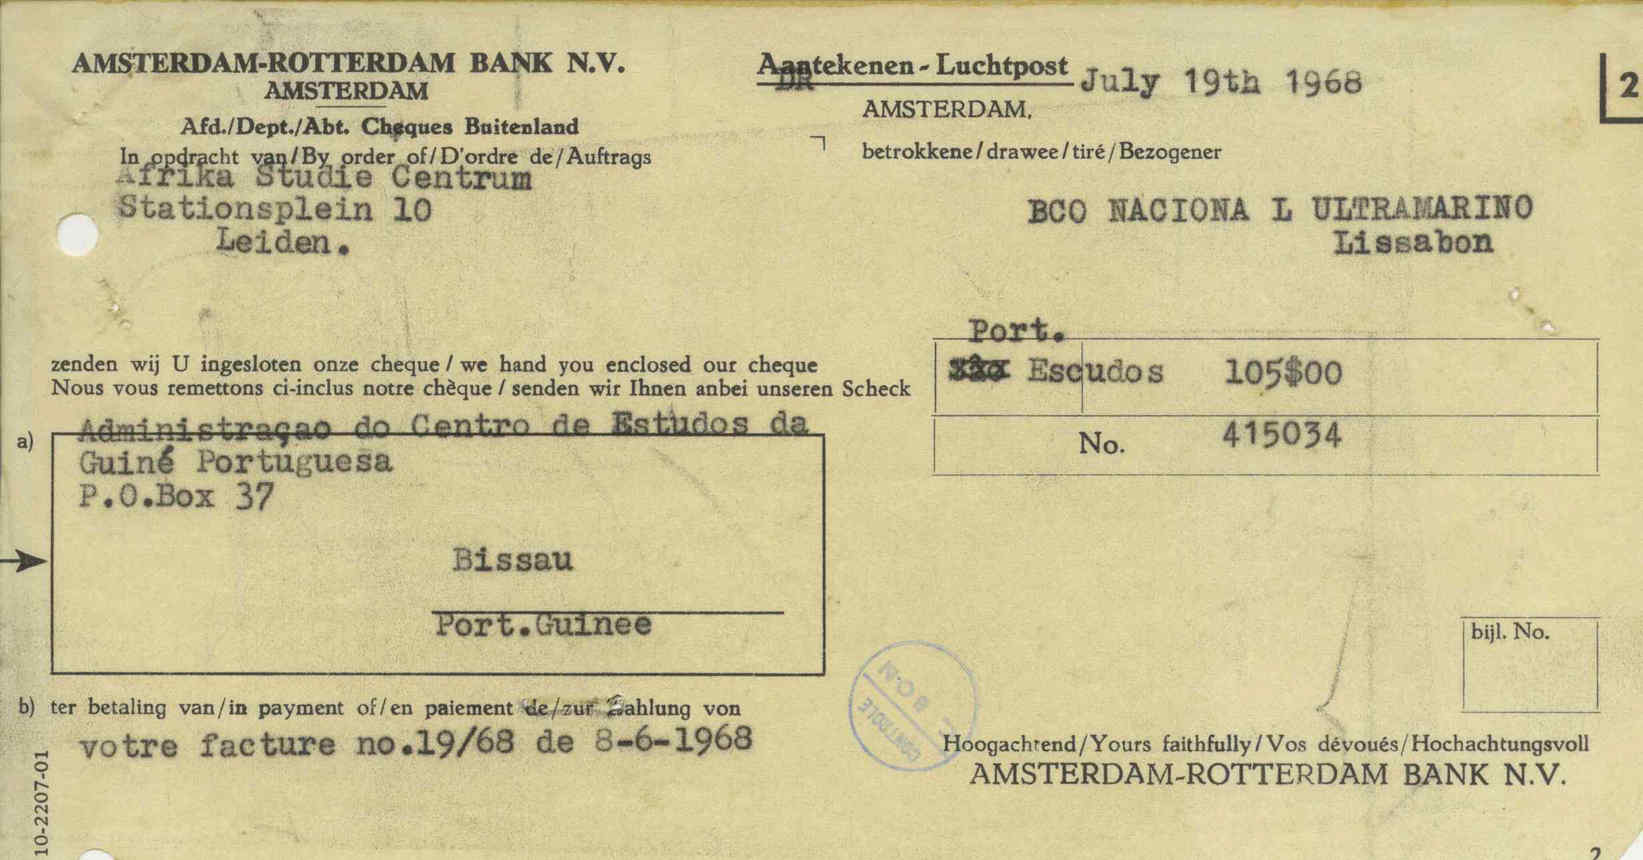 AMSTERDAM-ROTTERDAM BANK N.V.
AMSTERDAM
Afd./Dept./Abt. Cheques Buitenland
In opdracht van/By order of/D'ordre de/Auftrags
Afrika Studie Centrum
Stationsplein 10
Leiden.
Aantekenen - Luchtpost
DR
July 19th 1968
AMSTERDAM,
betrokkene/drawee/tiré/Bezogener
BCO NACIONA L ULTRAMARINO
Lissabon
2
zenden wij U ingesloten onze cheque / we hand you enclosed our cheque
Nous vous remettons ci-inclus notre chèque / senden wir Ihnen anbei unseren Scheck
Port.
Escudos 105$00
No. 415034
a)
Administraçao do Centro de Estudos da
Guiné Portuguesa
P.O.Box 37
Bissau
Port.Guinee
bijl. No.
b) ter betaling van/in payment of/en paiement de/zur Zahlung von
votre facture no.19/68 de 8-6-1968
CONTROLE
Hoogachtend/Yours faithfully/Vos dévoués/Hochachtungsvoll
AMSTERDAM-ROTTERDAM BANK N.V.
10-2207-01
2